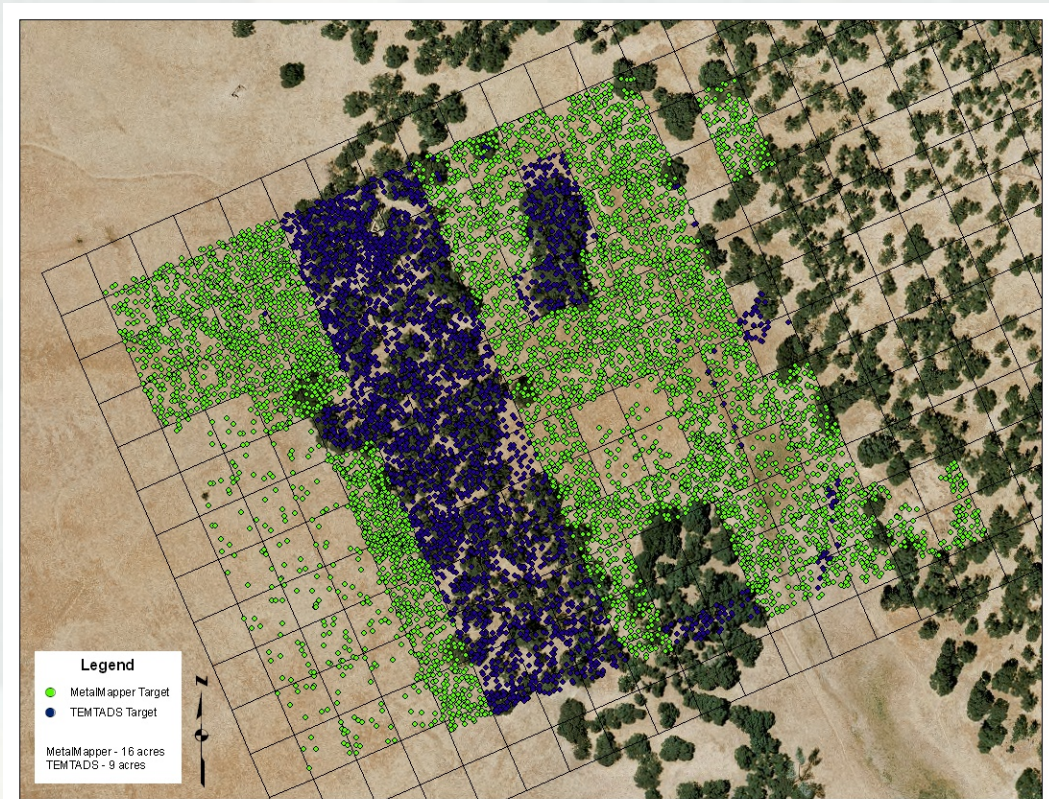 Legend
MetalMapper Target
TEMTADS Target
MetalMapper - 16 acres
TEMTADS - 9 acres
N